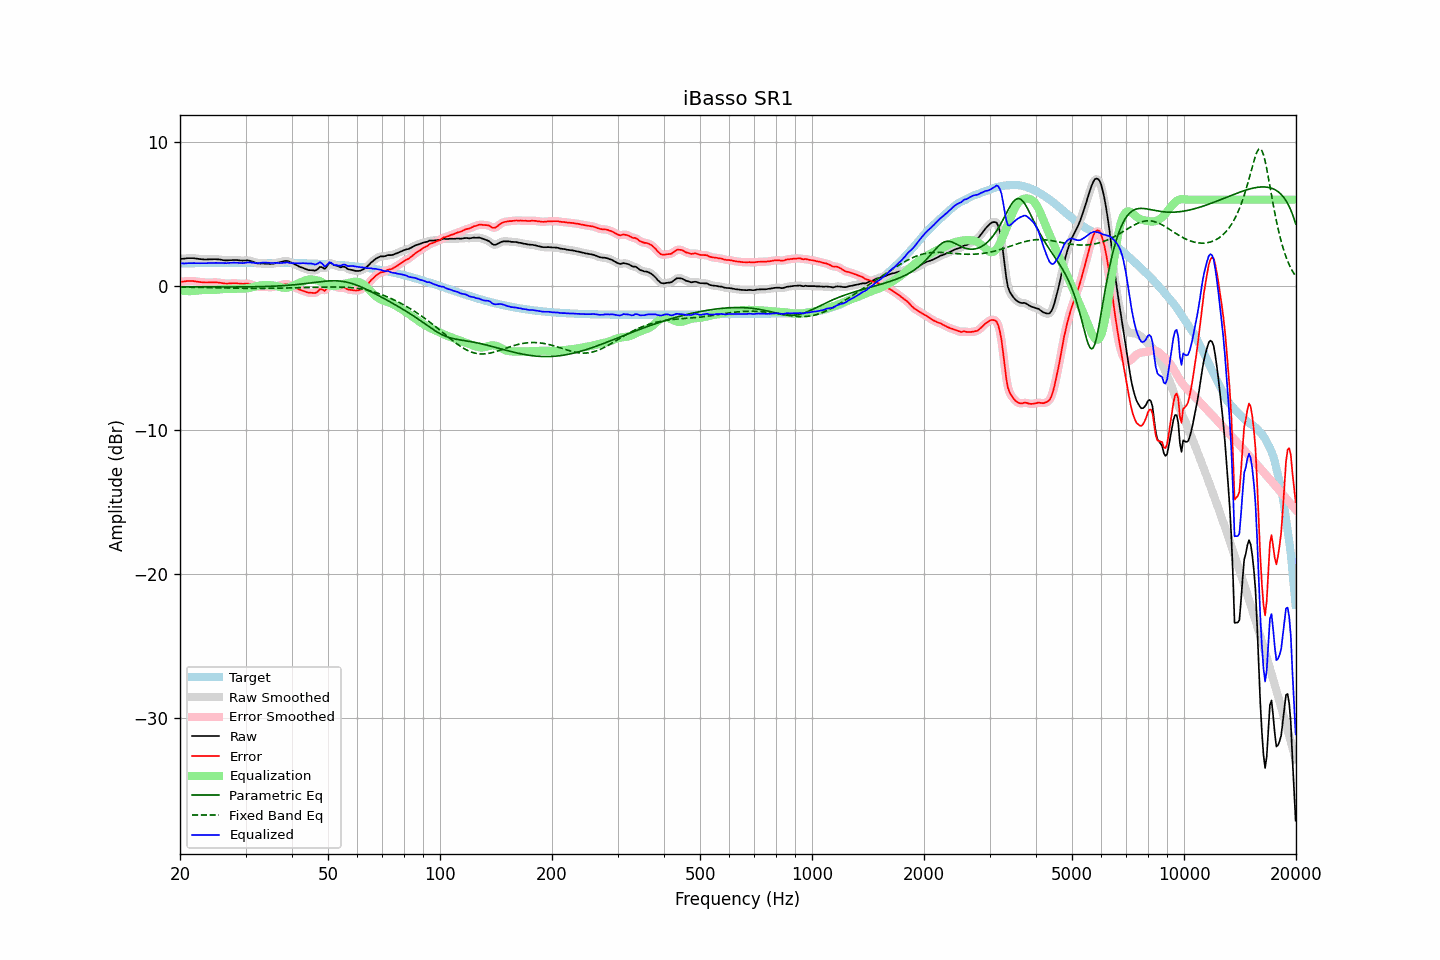 iBasso SR1
Amplitude (dBr)
10
0
−10
−20
−30
Target
Raw Smoothed
Error Smoothed
Raw
Error
Equalization
Parametric Eq
Fixed Band Eq
Equalized
20 50 100 200 500 1000 2000 5000 10000 20000
Frequency (Hz)